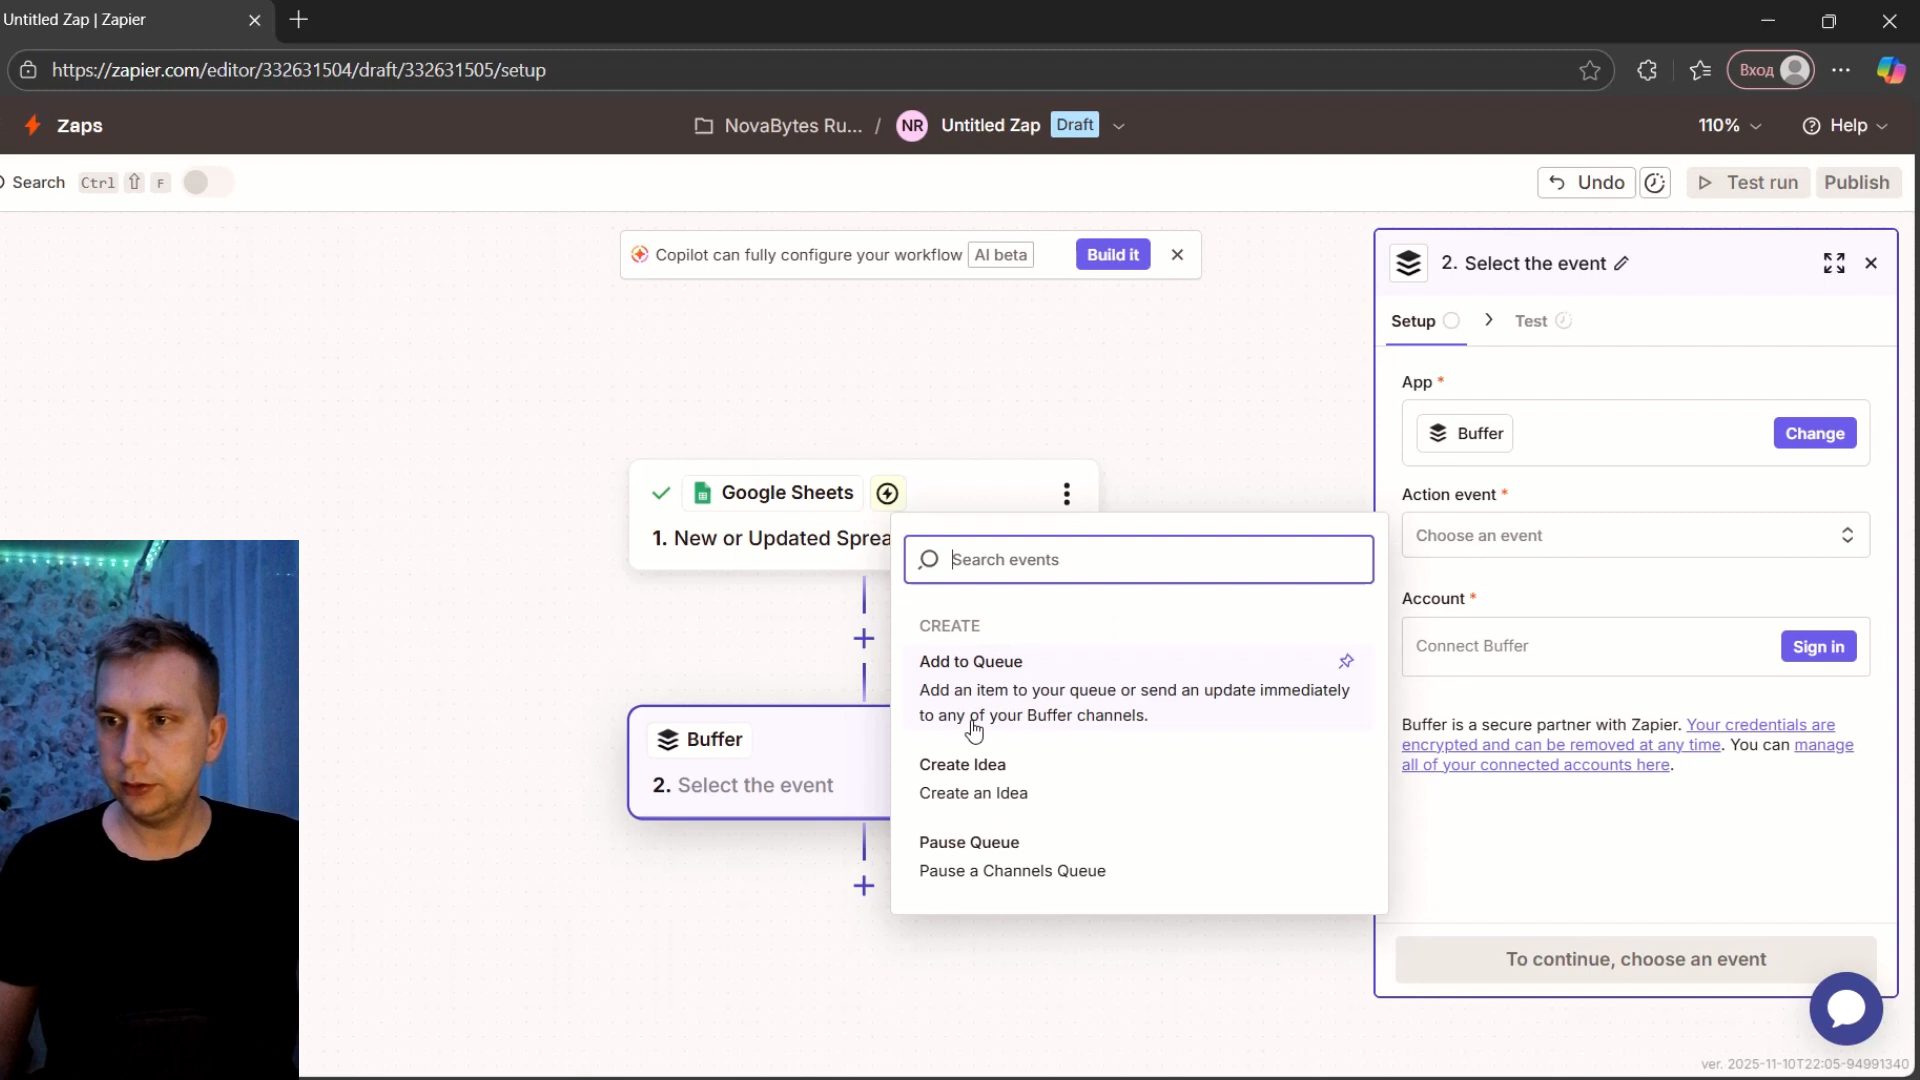 Untitled Zap | Zapier
https://zapier.com/editor/332631504/draft/332631505/setup
Вход
Zaps
NovaBytes Ru... / NR Untitled Zap Draft
110%
Help
Search Ctrl F
Undo
Test run
Publish
Copilot can fully configure your workflow AI beta Build it
2. Select the event
Setup
Test
App *
Buffer
Change
Action event *
Choose an event
Account *
Connect Buffer
Sign in
Buffer is a secure partner with Zapier. Your credentials are
encrypted and can be removed at any time. You can manage
all of your connected accounts here.
To continue, choose an event
Google Sheets
1. New or Updated Sprea
Buffer
2. Select the event
Search events
CREATE
Add to Queue
Add an item to your queue or send an update immediately
to any of your Buffer channels.
Create Idea
Create an Idea
Pause Queue
Pause a Channels Queue
ver. 2025-11-10T22:05-94991340